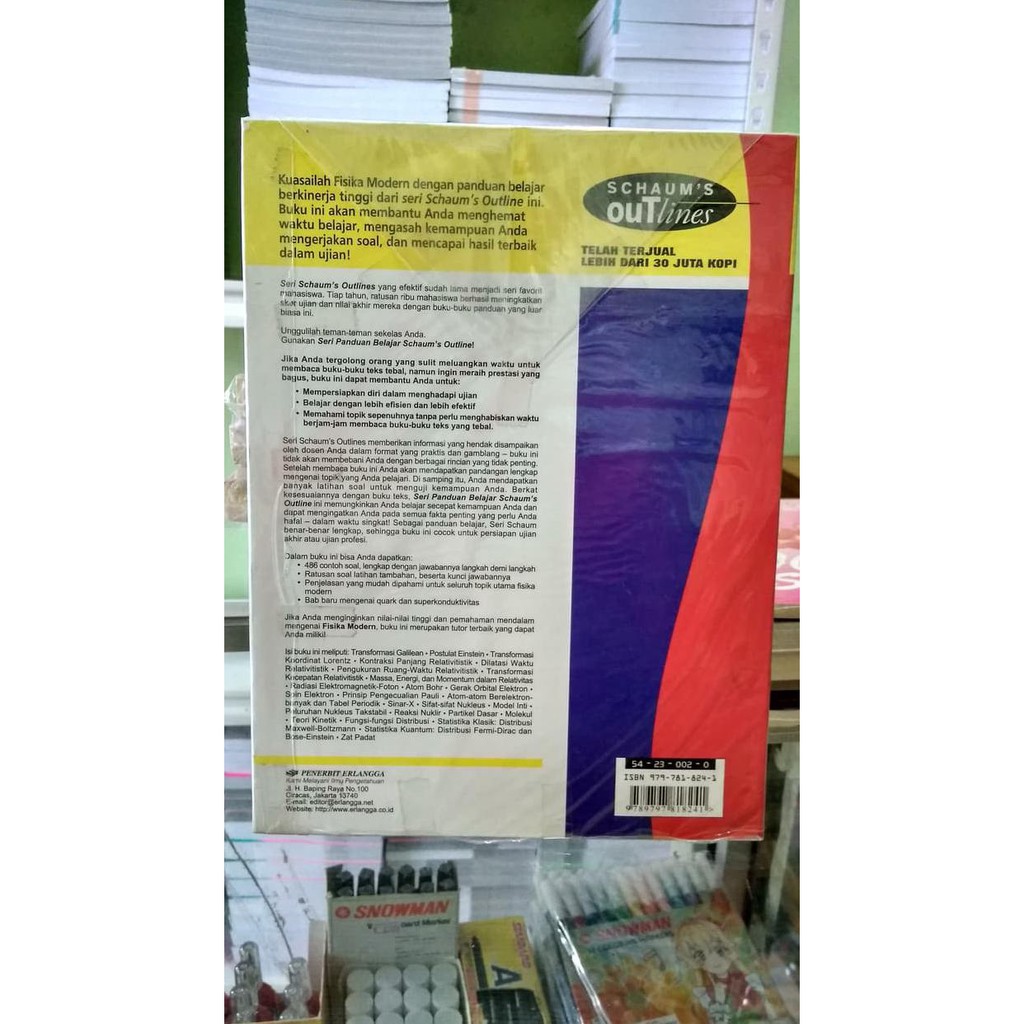 Kuasailah Fisika Modern dengan panduan belajar
berkinerja tinggi dari seri Schaum's Outline ini.
Buku ini akan membantu Anda menghemat
waktu belajar, mengasah kemampuan Anda
mengerjakan soal, dan mencapai hasil terbaik
dalam ujian!
SCHAUM'S
ouTlines
TELAH TERJUAL
LEBIH DARI 30 JUTA KOPI
Seri Schaum's Outlines yang efektif sudah lama menjadi seri favorit
mahasiswa. Tiap tahun, ratusan ribu mahasiswa berhasil meningkatkan
skor ujian dan nilai akhir mereka dengan buku-buku panduan yang luar
biasa ini.
Unggulilah teman-teman sekelas Anda.
Gunakan Seri Panduan Belajar Schaum's Outline!
Jika Anda tergolong orang yang sulit meluangkan waktu untuk
membaca buku-buku teks tebal, namun ingin meraih prestasi yang
bagus, buku ini dapat membantu Anda untuk:
• Mempersiapkan diri dalam menghadapi ujian
• Belajar dengan lebih efisien dan lebih efektif
• Memahami topik sepenuhnya tanpa perlu menghabiskan waktu
berjam-jam membaca buku-buku teks yang tebal.
Seri Schaum's Outlines memberikan informasi yang hendak disampaikan
oleh dosen Anda dalam format yang praktis dan gamblang – buku ini
tidak akan membebani Anda dengan berbagai rincian yang tidak penting.
Setelah membaca buku ini Anda akan mendapatkan pandangan lengkap
mengenai topik yang Anda pelajari. Di samping itu, Anda mendapatkan
banyak latihan soal untuk menguji kemampuan Anda. Berkat
kesesuaiannya dengan buku teks, Seri Panduan Belajar Schaum's
Outline ini memungkinkan Anda belajar secepat kemampuan Anda dan
dapat mengingatkan Anda pada semua fakta penting yang perlu Anda
hafal – dalam waktu singkat! Sebagai panduan belajar, Seri Schaum
benar-benar lengkap, sehingga buku ini cocok untuk persiapan ujian
akhir atau ujian profesi.
Dalam buku ini bisa Anda dapatkan:
• 486 contoh soal, lengkap dengan jawabannya langkah demi langkah
• Ratusan soal latihan tambahan, beserta kunci jawabannya
• Penjelasan yang mudah dipahami untuk seluruh topik utama fisika
modern
• Bab baru mengenai quark dan superkonduktivitas
Jika Anda menginginkan nilai-nilai tinggi dan pemahaman mendalam
mengenai Fisika Modern, buku ini merupakan tutor terbaik yang dapat
Anda miliki!
Isi buku ini meliputi: Transformasi Galilean • Postulat Einstein • Transformasi
Koordinat Lorentz • Kontraksi Panjang Relativitistik • Dilatasi Waktu
Relativitistik • Pengukuran Ruang-Waktu Relativitistik • Transformasi
Kecepatan Relativitistik • Massa, Energi, dan Momentum dalam Relativitas
• Radiasi Elektromagnetik-Foton • Atom Bohr • Gerak Orbital Elektron •
Spin Elektron • Prinsip Pengecualian Pauli • Atom-atom Berelektron-
banyak dan Tabel Periodik • Sinar-X • Sifat-sifat Nukleus • Model Inti •
Peluruhan Nukleus Takstabil • Reaksi Nuklir • Partikel Dasar • Molekul
• Teori Kinetik • Fungsi-fungsi Distribusi • Statistika Klasik: Distribusi
Maxwell-Boltzmann • Statistika Kuantum: Distribusi Fermi-Dirac dan
Bose-Einstein • Zat Padat
PENERBIT ERLANGGA
Kami Melayani Ilmu Pengetahuan
Jl. H. Baping Raya No.100
Ciracas, Jakarta 13740
E-mail: editor@erlangga.net
Website: http://www.erlangga.co.id
54 - 23 - 002 - 0
ISBN 979-781-824-1
9 789797 818241 >
SNOWMAN
SNOWMAN